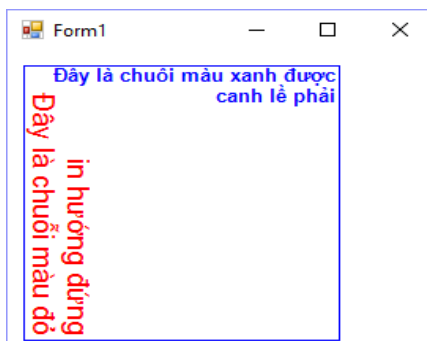 Form1
Đây là chuỗi màu xanh được
canh lề phải
Đây là chuỗi màu đỏ
in hướng đứng